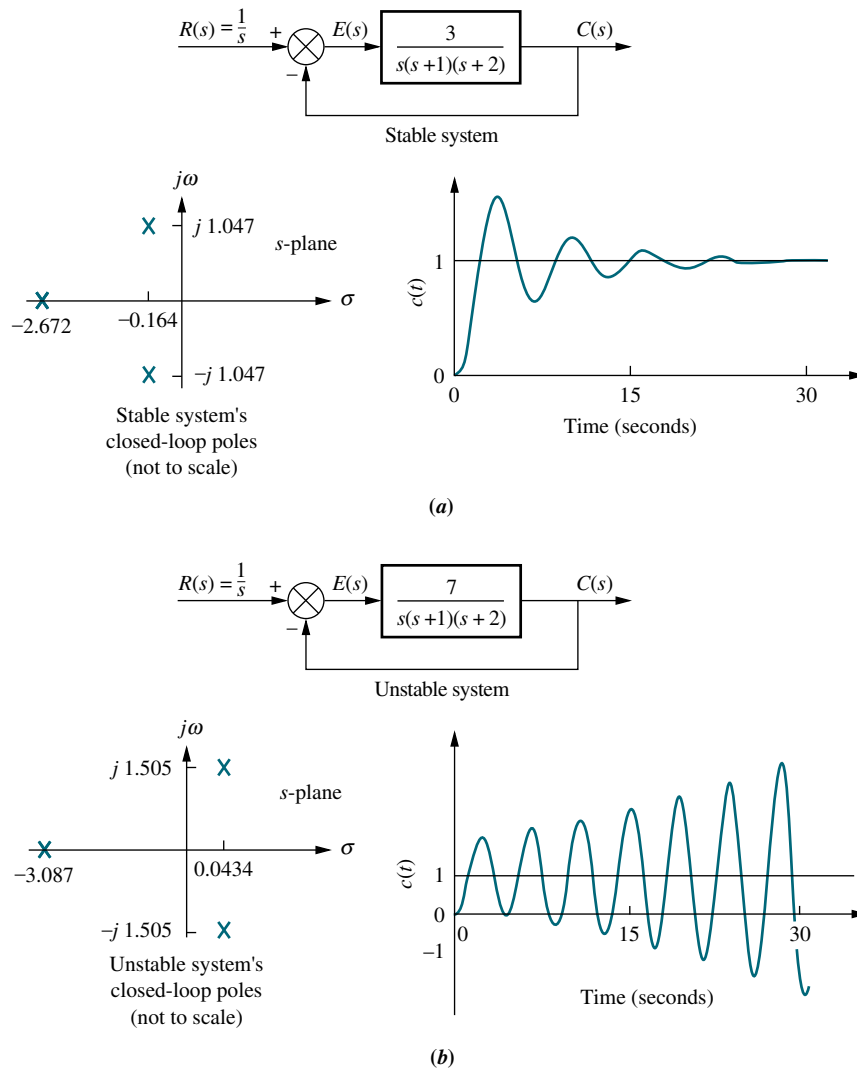 R(s) = 1/s
+
−
E(s)
3
s(s+1)(s+2)
C(s)
Stable system
jω
j 1.047
s-plane
σ
−2.672
−0.164
−j 1.047
Stable system's
closed-loop poles
(not to scale)
c(t)
1
0
0
15
30
Time (seconds)
(a)
R(s) = 1/s
+
−
E(s)
7
s(s+1)(s+2)
C(s)
Unstable system
jω
j 1.505
s-plane
σ
−3.087
0.0434
−j 1.505
Unstable system's
closed-loop poles
(not to scale)
c(t)
1
0
−1
0
15
30
Time (seconds)
(b)